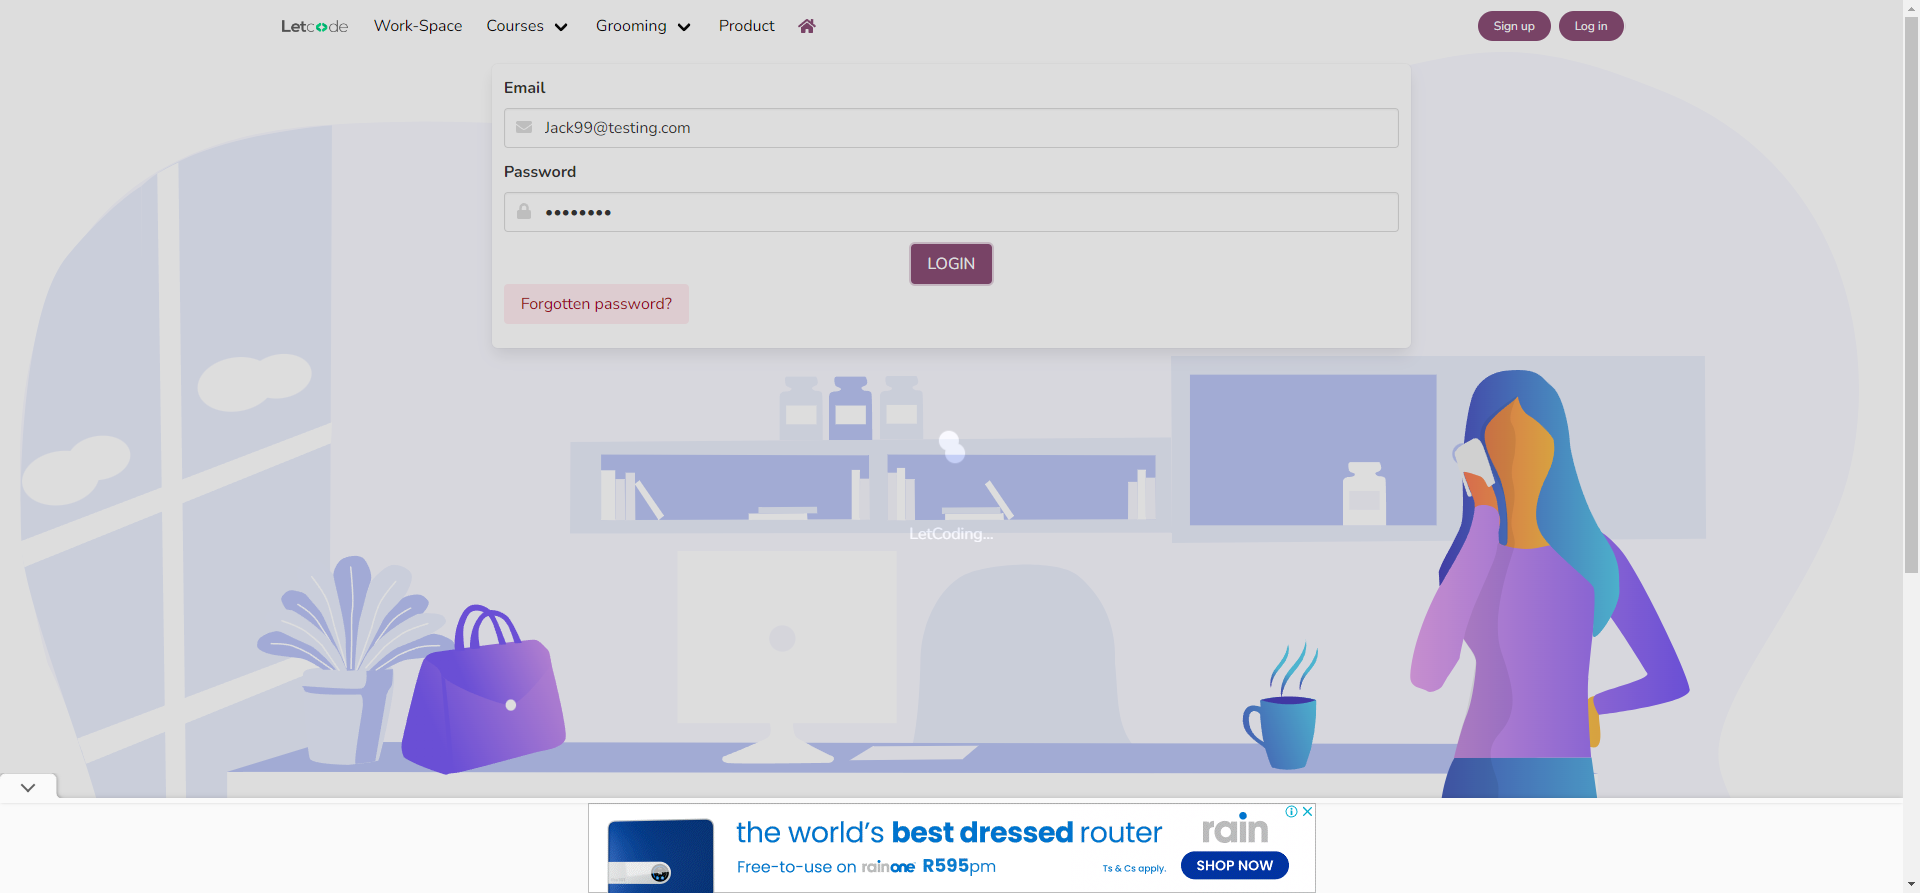 Letcode Work-Space Courses Grooming Product Sign up Log in
Email
Jack99@testing.com
Password
••••••••
LOGIN
Forgotten password?
LetCoding...
the world's best dressed router
Free-to-use on rainone R595pm
Ts & Cs apply.
rain
SHOP NOW